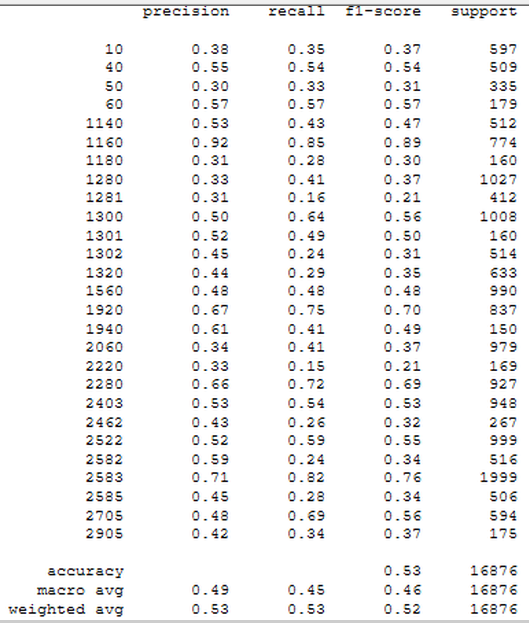 precision recall f1-score support
10 0.38 0.35 0.37 597
40 0.55 0.54 0.54 509
50 0.30 0.33 0.31 335
60 0.57 0.57 0.57 179
1140 0.53 0.43 0.47 512
1160 0.92 0.85 0.89 774
1180 0.31 0.28 0.30 160
1280 0.33 0.41 0.37 1027
1281 0.31 0.16 0.21 412
1300 0.50 0.64 0.56 1008
1301 0.52 0.49 0.50 160
1302 0.45 0.24 0.31 514
1320 0.44 0.29 0.35 633
1560 0.48 0.48 0.48 990
1920 0.67 0.75 0.70 837
1940 0.61 0.41 0.49 150
2060 0.34 0.41 0.37 979
2220 0.33 0.15 0.21 169
2280 0.66 0.72 0.69 927
2403 0.53 0.54 0.53 948
2462 0.43 0.26 0.32 267
2522 0.52 0.59 0.55 999
2582 0.59 0.24 0.34 516
2583 0.71 0.82 0.76 1999
2585 0.45 0.28 0.34 506
2705 0.48 0.69 0.56 594
2905 0.42 0.34 0.37 175
accuracy 0.53 16876
macro avg 0.49 0.45 0.46 16876
weighted avg 0.53 0.53 0.52 16876